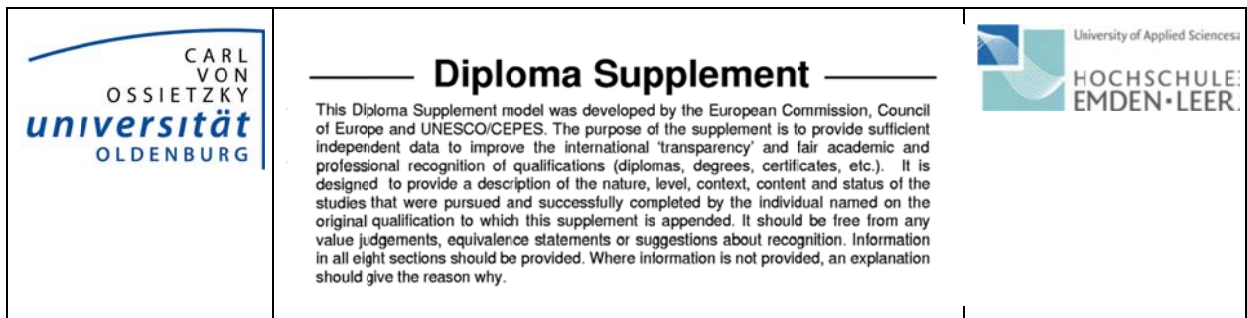 CARL
VON
OSSIETZKY
universität
OLDENBURG
Diploma Supplement
This Diploma Supplement model was developed by the European Commission, Council
of Europe and UNESCO/CEPES. The purpose of the supplement is to provide sufficient
independent data to improve the international 'transparency' and fair academic and
professional recognition of qualifications (diplomas, degrees, certificates, etc.). It is
designed to provide a description of the nature, level, context, content and status of the
studies that were pursued and successfully completed by the individual named on the
original qualification to which this supplement is appended. It should be free from any
value judgements, equivalence statements or suggestions about recognition. Information
in all eight sections should be provided. Where information is not provided, an explanation
should give the reason why.
University of Applied Sciences
HOCHSCHULE
EMDEN•LEER